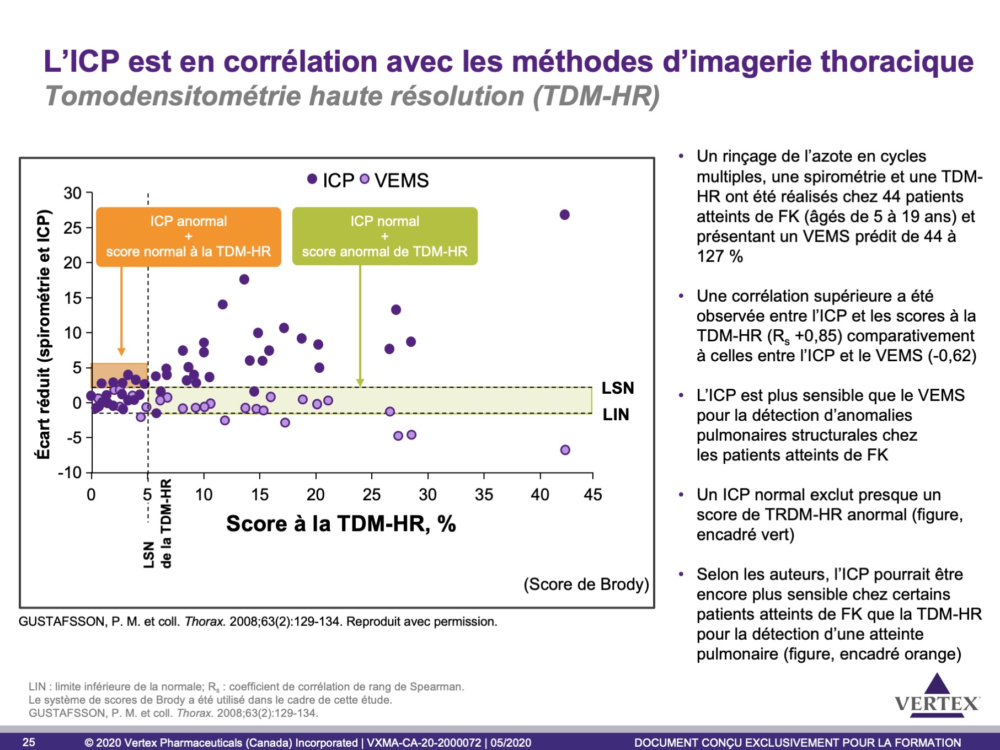 L’ICP est en corrélation avec les méthodes d’imagerie thoracique
Tomodensitométrie haute résolution (TDM-HR)
ICP VEMS
Écart réduit (spirométrie et ICP)
30
25
20
15
10
5
0
-5
-10
ICP anormal
+
score normal à la TDM-HR
ICP normal
+
score anormal de TDM-HR
LSN
LIN
0 5 10 15 20 25 30 35 40 45
LSN
de la TDM-HR
Score à la TDM-HR, %
(Score de Brody)
GUSTAFSSON, P. M. et coll. Thorax. 2008;63(2):129-134. Reproduit avec permission.
• Un rinçage de l’azote en cycles
multiples, une spirométrie et une TDM-
HR ont été réalisés chez 44 patients
atteints de FK (âgés de 5 à 19 ans) et
présentant un VEMS prédit de 44 à
127 %
• Une corrélation supérieure a été
observée entre l’ICP et les scores à la
TDM-HR (Rs +0,85) comparativement
à celles entre l’ICP et le VEMS (-0,62)
• L’ICP est plus sensible que le VEMS
pour la détection d’anomalies
pulmonaires structurales chez
les patients atteints de FK
• Un ICP normal exclut presque un
score de TRDM-HR anormal (figure,
encadré vert)
• Selon les auteurs, l’ICP pourrait être
encore plus sensible chez certains
patients atteints de FK que la TDM-HR
pour la détection d’une atteinte
pulmonaire (figure, encadré orange)
LIN : limite inférieure de la normale; Rs : coefficient de corrélation de rang de Spearman.
Le système de scores de Brody a été utilisé dans le cadre de cette étude.
GUSTAFSSON, P. M. et coll. Thorax. 2008;63(2):129-134.
VERTEX
25 © 2020 Vertex Pharmaceuticals (Canada) Incorporated | VXMA-CA-20-2000072 | 05/2020 DOCUMENT CONÇU EXCLUSIVEMENT POUR LA FORMATION